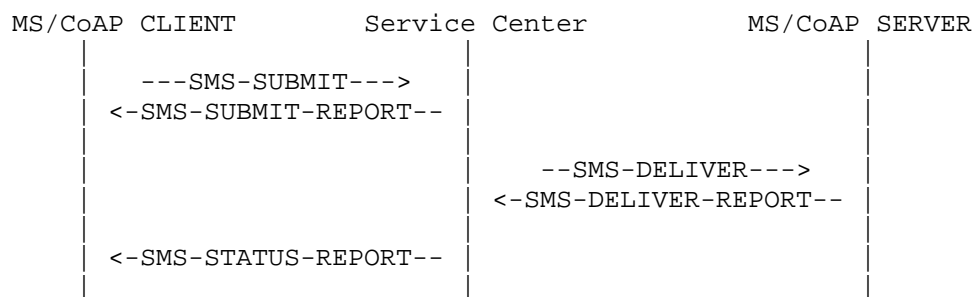 MS/CoAP CLIENT Service Center MS/CoAP SERVER
---SMS-SUBMIT--->
<-SMS-SUBMIT-REPORT--
--SMS-DELIVER--->
<-SMS-DELIVER-REPORT--
<-SMS-STATUS-REPORT--